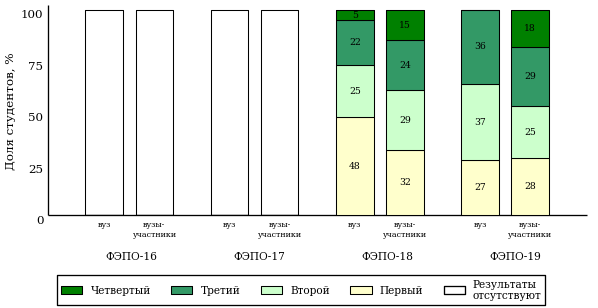 Доля студентов, %
100
75
50
25
0
5
22
25
48
15
24
29
32
36
37
27
18
29
25
28
вуз
вузы-
участники
вуз
вузы-
участники
вуз
вузы-
участники
вуз
вузы-
участники
ФЭПО-16
ФЭПО-17
ФЭПО-18
ФЭПО-19
Четвертый
Третий
Второй
Первый
Результаты
отсутствуют